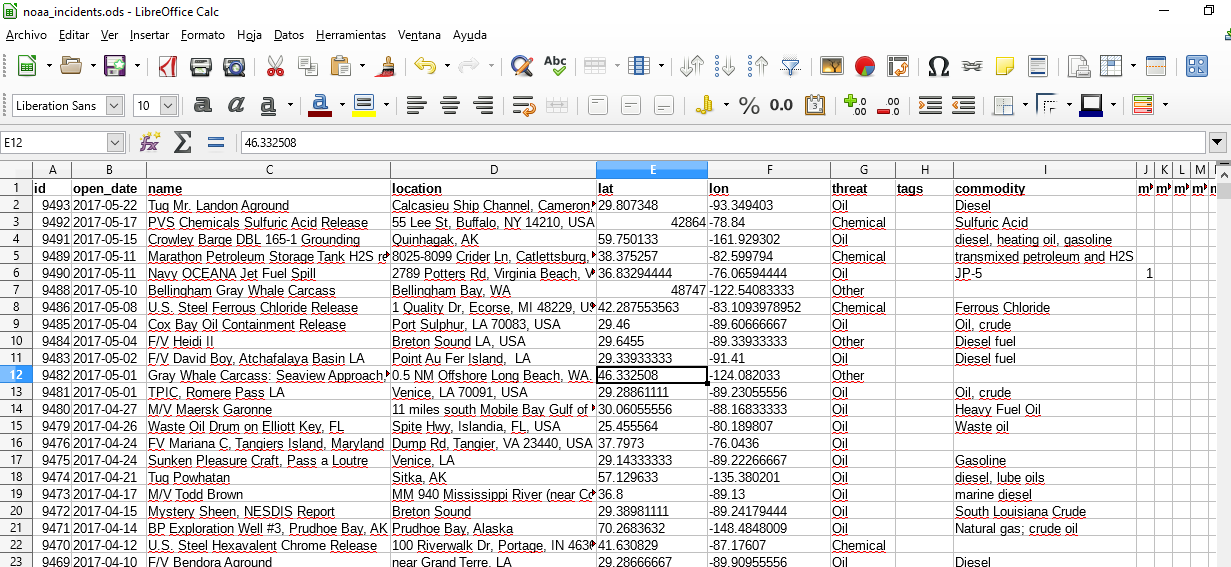 noaa_incidents.ods - LibreOffice Calc
Archivo Editar Ver Insertar Formato Hoja Datos Herramientas Ventana Ayuda
Abc
Liberation Sans 10 a a a a % 0.0 .00 .00
E12 46.332508
A B C D E F G H I J K L M
1 id open_date name location lat lon threat tags commodity m m m m
2 9493 2017-05-22 Tug Mr. Landon Aground Calcasieu Ship Channel, Cameron, 29.807348 -93.349403 Oil Diesel
3 9492 2017-05-17 PVS Chemicals Sulfuric Acid Release 55 Lee St, Buffalo, NY 14210, USA 42864 -78.84 Chemical Sulfuric Acid
4 9491 2017-05-15 Crowley Barge DBL 165-1 Grounding Quinhagak, AK 59.750133 -161.929302 Oil diesel, heating oil, gasoline
5 9489 2017-05-11 Marathon Petroleum Storage Tank H2S re 8025-8099 Crider Ln, Catlettsburg, 38.375257 -82.599794 Chemical transmixed petroleum and H2S
6 9490 2017-05-11 Navy OCEANA Jet Fuel Spill 2789 Potters Rd, Virginia Beach, V 36.83294444 -76.06594444 Oil JP-5 1
7 9488 2017-05-10 Bellingham Gray Whale Carcass Bellingham Bay, WA 48747 -122.54083333 Other
8 9486 2017-05-08 U.S. Steel Ferrous Chloride Release 1 Quality Dr, Ecorse, MI 48229, U 42.287553563 -83.1093978952 Chemical Ferrous Chloride
9 9485 2017-05-04 Cox Bay Oil Containment Release Port Sulphur, LA 70083, USA 29.46 -89.60666667 Oil Oil, crude
10 9484 2017-05-04 F/V Heidi II Breton Sound LA, USA 29.6455 -89.33933333 Other Diesel fuel
11 9483 2017-05-02 F/V David Boy, Atchafalaya Basin LA Point Au Fer Island, LA 29.33933333 -91.41 Oil Diesel fuel
12 9482 2017-05-01 Gray Whale Carcass: Seaview Approach, 0.5 NM Offshore Long Beach, WA. 46.332508 -124.082033 Other
13 9481 2017-05-01 TPIC, Romere Pass LA Venice, LA 70091, USA 29.28861111 -89.23055556 Oil Oil, crude
14 9480 2017-04-27 M/V Maersk Garonne 11 miles south Mobile Bay Gulf of 30.06055556 -88.16833333 Oil Heavy Fuel Oil
15 9479 2017-04-26 Waste Oil Drum on Elliott Key, FL Spite Hwy, Islandia, FL, USA 25.455564 -80.189807 Oil Waste oil
16 9476 2017-04-24 FV Mariana C, Tangiers Island, Maryland Dump Rd, Tangier, VA 23440, USA 37.7973 -76.0436 Oil
17 9475 2017-04-24 Sunken Pleasure Craft, Pass a Loutre Venice, LA 29.14333333 -89.22266667 Oil Gasoline
18 9474 2017-04-21 Tug Powhatan Sitka, AK 57.129633 -135.380201 Oil diesel, lube oils
19 9473 2017-04-17 M/V Todd Brown MM 940 Mississippi River (near Co 36.8 -89.13 Oil marine diesel
20 9472 2017-04-15 Mystery Sheen, NESDIS Report Breton Sound 29.38981111 -89.24179444 Oil South Louisiana Crude
21 9471 2017-04-14 BP Exploration Well #3, Prudhoe Bay, AK Prudhoe Bay, Alaska 70.2683632 -148.4848009 Oil Natural gas; crude oil
22 9470 2017-04-12 U.S. Steel Hexavalent Chrome Release 100 Riverwalk Dr, Portage, IN 4636 41.630829 -87.17607 Chemical
23 9469 2017-04-10 F/V Bendora Aground near Grand Terre, LA 29.28666667 -89.90955556 Oil Diesel